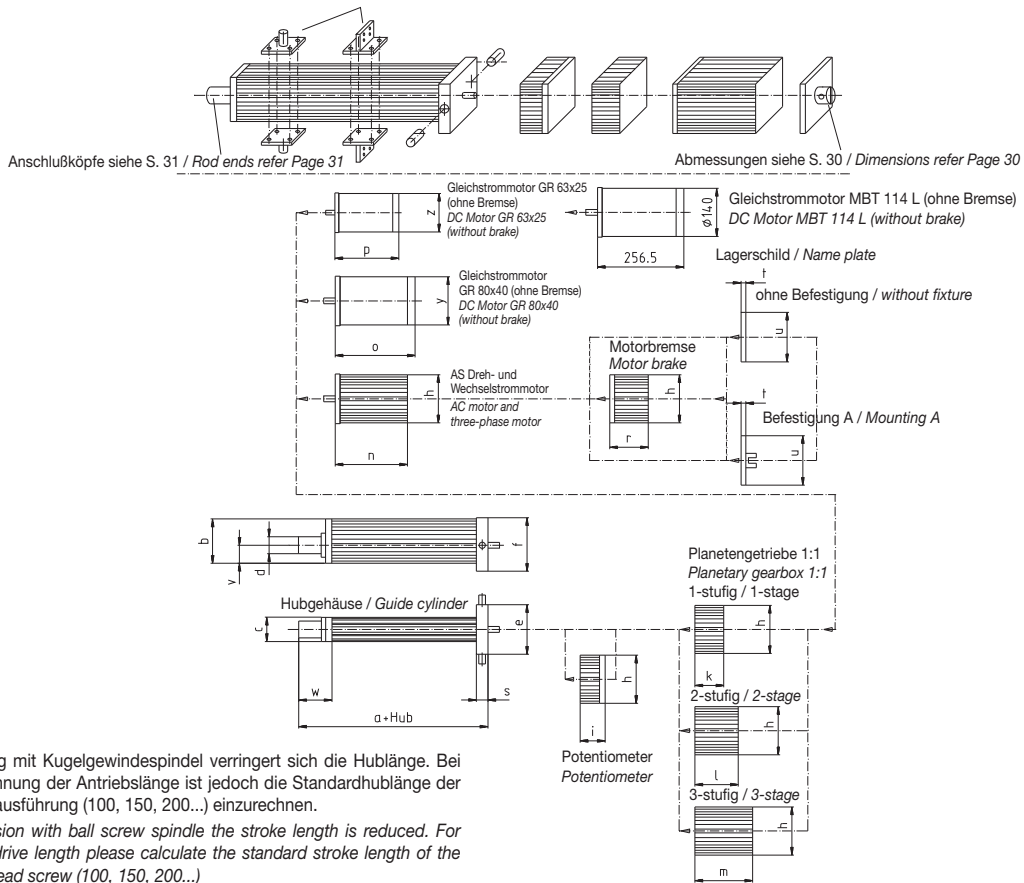 Anschlußköpfe siehe S. 31 / Rod ends refer Page 31
Abmessungen siehe S. 30 / Dimensions refer Page 30
Gleichstrommotor GR 63x25
(ohne Bremse)
DC Motor GR 63x25
(without brake)
z
p
Ø140
256.5
Gleichstrommotor MBT 114 L (ohne Bremse)
DC Motor MBT 114 L (without brake)
Lagerschild / Name plate
t
ohne Befestigung / without fixture
u
Gleichstrommotor
GR 80x40 (ohne Bremse)
DC Motor GR 80x40
(without brake)
y
o
Motorbremse
Motor brake
h
r
AS Dreh- und
Wechselstrommotor
AC motor and
three-phase motor
h
n
t
Befestigung A / Mounting A
u
b
v
d
f
Hubgehäuse / Guide cylinder
c
e
w
s
a+Hub
h
i
Potentiometer
Potentiometer
Planetengetriebe 1:1
Planetary gearbox 1:1
1-stufig / 1-stage
h
k
2-stufig / 2-stage
h
l
3-stufig / 3-stage
h
m
g mit Kugelgewindespindel verringert sich die Hublänge. Bei
nnung der Antriebslänge ist jedoch die Standardhublänge der
ausführung (100, 150, 200...) einzurechnen.
sion with ball screw spindle the stroke length is reduced. For
drive length please calculate the standard stroke length of the
ead screw (100, 150, 200...)